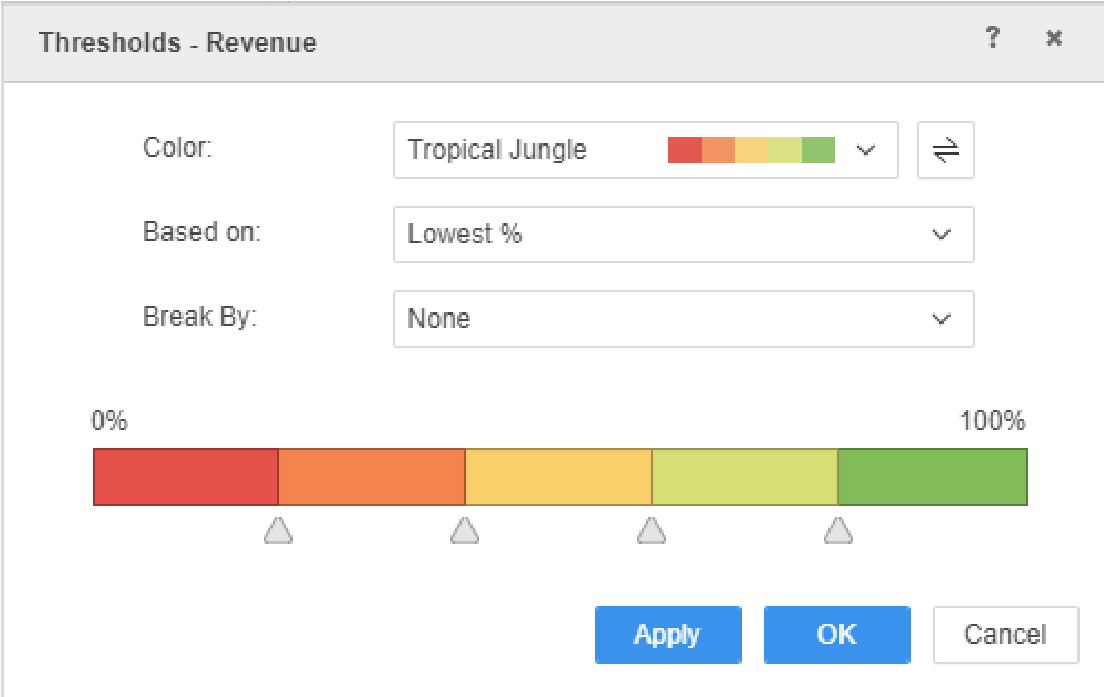 Thresholds - Revenue ?
Color: Tropical Jungle
Based on: Lowest %
Break By: None
0% 100%
Apply OK Cancel